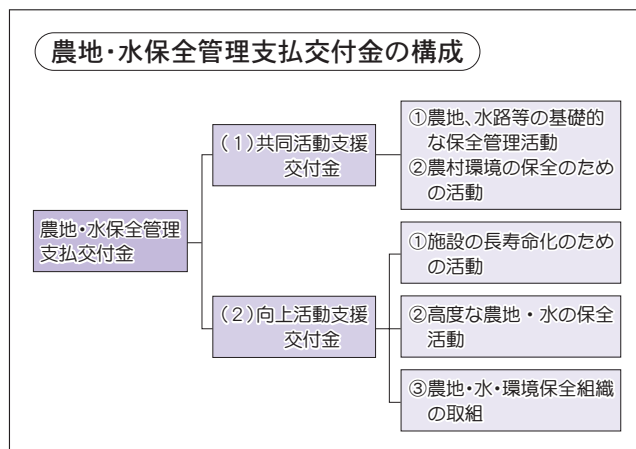 農地・水保全管理支払交付金の構成
農地・水保全管理
支払交付金
(1)共同活動支援
交付金
①農地、水路等の基礎的
な保全管理活動
②農村環境の保全のため
の活動
(2)向上活動支援
交付金
①施設の長寿命化のため
の活動
②高度な農地・水の保全
活動
③農地・水・環境保全組織
の取組